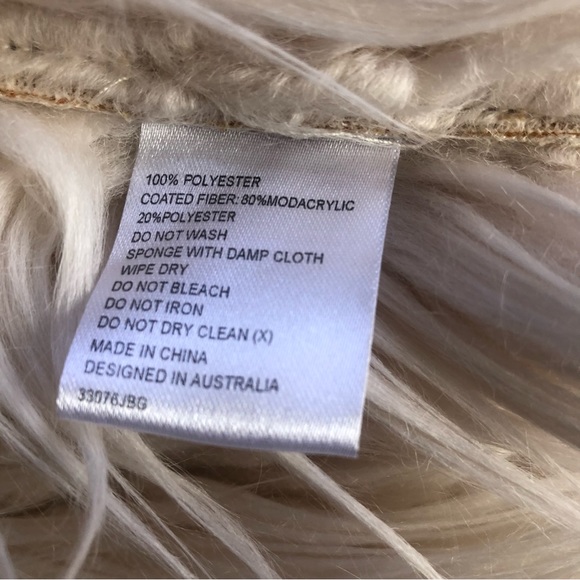 100% POLYESTER
COATED FIBER: 80%MODACRYLIC
20%POLYESTER
DO NOT WASH
SPONGE WITH DAMP CLOTH
WIPE DRY
DO NOT BLEACH
DO NOT IRON
DO NOT DRY CLEAN (X)
MADE IN CHINA
DESIGNED IN AUSTRALIA
33076JBG